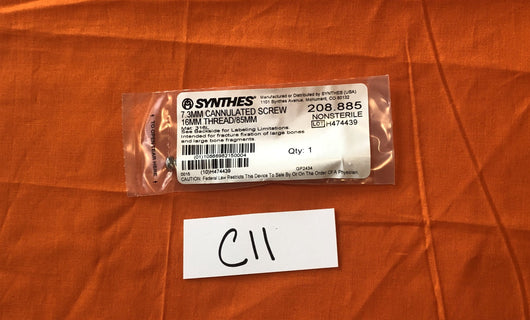 SYNTHES®
Manufactured or Distributed by SYNTHES (USA)
1101 Synthes Avenue, Monument, CO 80132
7.3MM CANNULATED SCREW
16MM THREAD/85MM
208.885
NONSTERILE
LOT H474439
Mat: 316L
See Backside for Labeling Limitations
Intended for fracture fixation of large bones
and large bone fragments
Qty: 1
(10)H474439
GP2434
CAUTION: Federal Law Restricts This Device To Sale By or On The Order of A Physician
C11